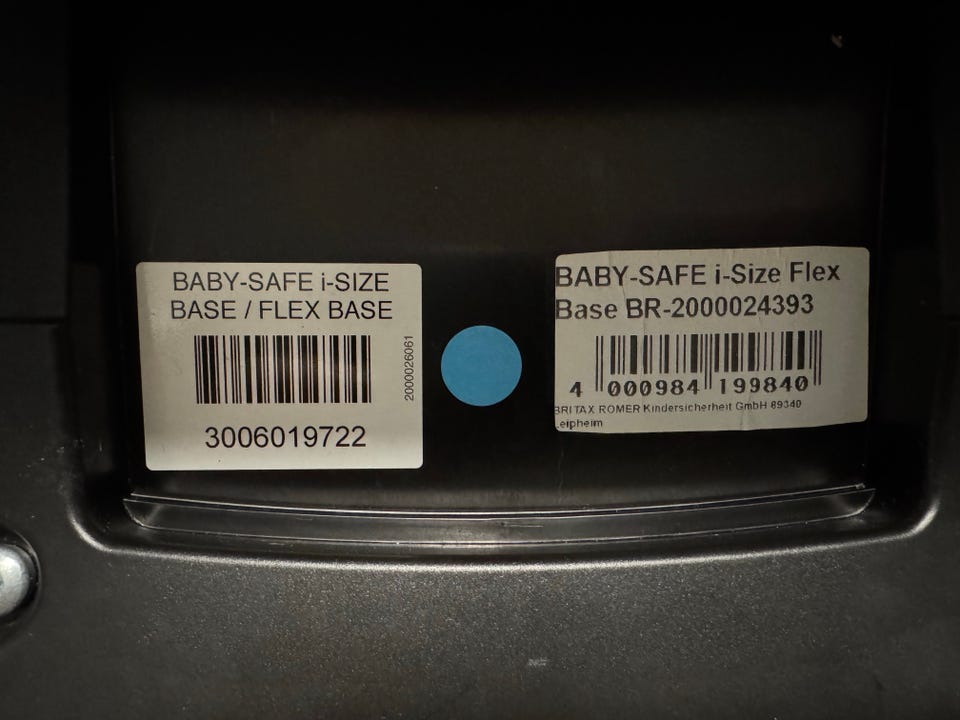 BABY-SAFE i-SIZE
BASE / FLEX BASE
2000026061
3006019722
BABY-SAFE i-Size Flex
Base BR-2000024393
4 000984 199840
BRITAX ROMER Kindersicherheit GmbH 89340
Leipheim